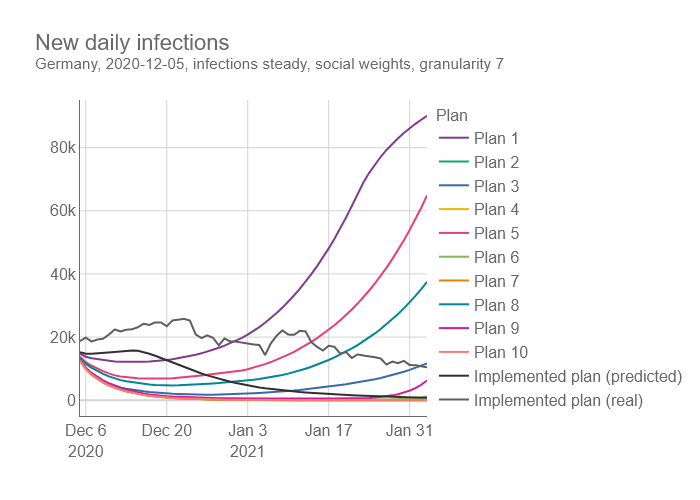 New daily infections
Germany, 2020-12-05, infections steady, social weights, granularity 7
Plan
Plan 1
Plan 2
Plan 3
Plan 4
Plan 5
Plan 6
Plan 7
Plan 8
Plan 9
Plan 10
Implemented plan (predicted)
Implemented plan (real)
80k
60k
40k
20k
0
Dec 6 Dec 20 Jan 3 Jan 17 Jan 31
2020 2021